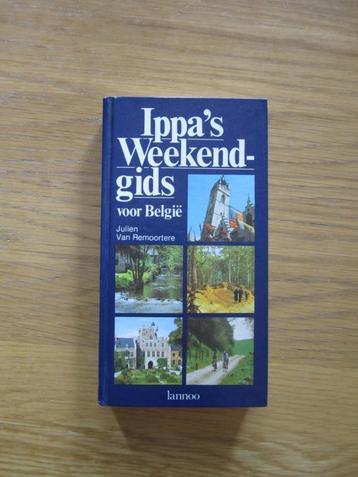 Ippa's
Weekend-
gids
voor België
Julien
Van Remoortere
lannoo